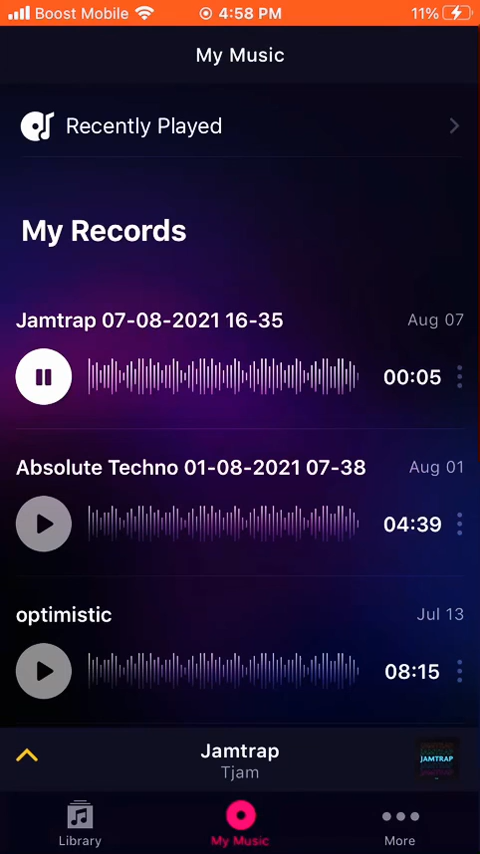 Boost Mobile 4:58 PM 11%
My Music
Recently Played
My Records
Jamtrap 07-08-2021 16-35 Aug 07
00:05
Absolute Techno 01-08-2021 07-38 Aug 01
04:39
optimistic Jul 13
08:15
Jamtrap
Tjam
JAMTRAP
Library My Music More